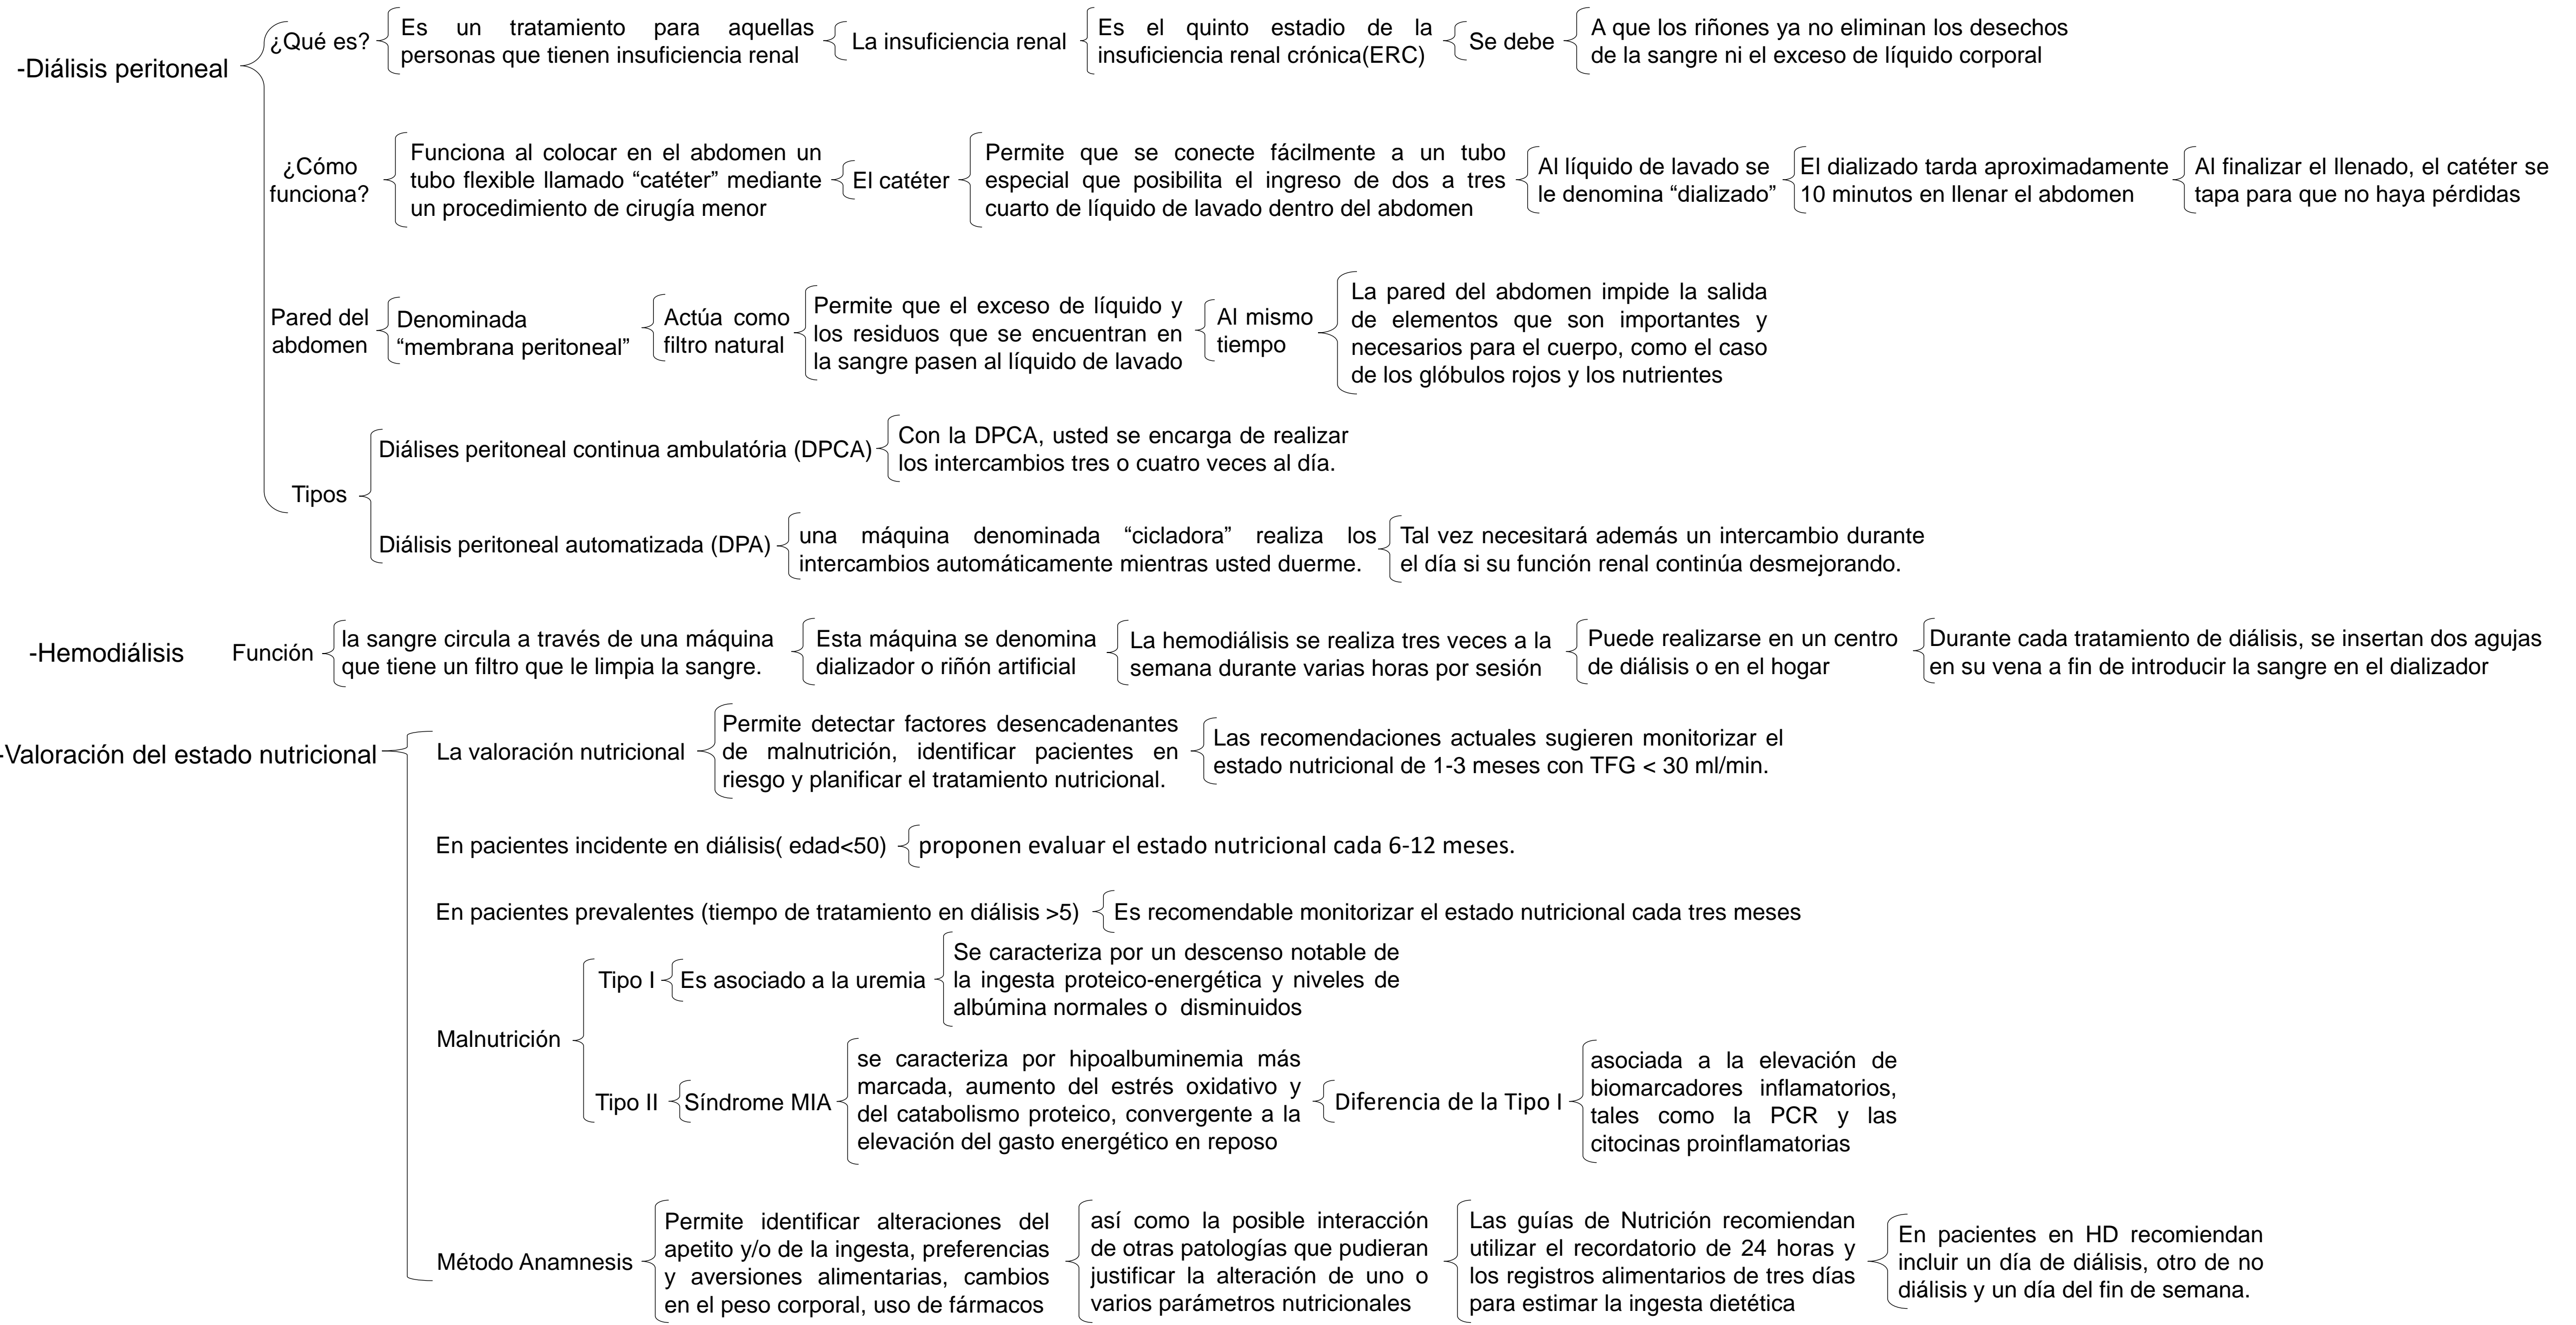 -Diálisis peritoneal
¿Qué es?
Es un tratamiento para aquellas
personas que tienen insuficiencia renal
La insuficiencia renal
Es el quinto estadio de la
insuficiencia renal crónica(ERC)
Se debe
A que los riñones ya no eliminan los desechos
de la sangre ni el exceso de líquido corporal
¿Cómo
funciona?
Funciona al colocar en el abdomen un
tubo flexible llamado “catéter” mediante
un procedimiento de cirugía menor
El catéter
Permite que se conecte fácilmente a un tubo
especial que posibilita el ingreso de dos a tres
cuarto de líquido de lavado dentro del abdomen
Al líquido de lavado se
le denomina “dializado”
El dializado tarda aproximadamente
10 minutos en llenar el abdomen
Al finalizar el llenado, el catéter se
tapa para que no haya pérdidas
Pared del
abdomen
Denominada
“membrana peritoneal”
Actúa como
filtro natural
Permite que el exceso de líquido y
los residuos que se encuentran en
la sangre pasen al líquido de lavado
Al mismo
tiempo
La pared del abdomen impide la salida
de elementos que son importantes y
necesarios para el cuerpo, como el caso
de los glóbulos rojos y los nutrientes
Tipos
Diálises peritoneal continua ambulatória (DPCA)
Con la DPCA, usted se encarga de realizar
los intercambios tres o cuatro veces al día.
Diálisis peritoneal automatizada (DPA)
una máquina denominada “cicladora” realiza los
intercambios automáticamente mientras usted duerme.
Tal vez necesitará además un intercambio durante
el día si su función renal continúa desmejorando.
-Hemodiálisis
Función
la sangre circula a través de una máquina
que tiene un filtro que le limpia la sangre.
Esta máquina se denomina
dializador o riñón artificial
La hemodiálisis se realiza tres veces a la
semana durante varias horas por sesión
Puede realizarse en un centro
de diálisis o en el hogar
Durante cada tratamiento de diálisis, se insertan dos agujas
en su vena a fin de introducir la sangre en el dializador
-Valoración del estado nutricional
La valoración nutricional
Permite detectar factores desencadenantes
de malnutrición, identificar pacientes en
riesgo y planificar el tratamiento nutricional.
Las recomendaciones actuales sugieren monitorizar el
estado nutricional de 1-3 meses con TFG < 30 ml/min.
En pacientes incidente en diálisis( edad<50)
proponen evaluar el estado nutricional cada 6-12 meses.
En pacientes prevalentes (tiempo de tratamiento en diálisis >5)
Es recomendable monitorizar el estado nutricional cada tres meses
Malnutrición
Tipo I
Es asociado a la uremia
Se caracteriza por un descenso notable de
la ingesta proteico-energética y niveles de
albúmina normales o disminuidos
Tipo II
Síndrome MIA
se caracteriza por hipoalbuminemia más
marcada, aumento del estrés oxidativo y
del catabolismo proteico, convergente a la
elevación del gasto energético en reposo
Diferencia de la Tipo I
asociada a la elevación de
biomarcadores inflamatorios,
tales como la PCR y las
citocinas proinflamatorias
Método Anamnesis
Permite identificar alteraciones del
apetito y/o de la ingesta, preferencias
y aversiones alimentarias, cambios
en el peso corporal, uso de fármacos
así como la posible interacción
de otras patologías que pudieran
justificar la alteración de uno o
varios parámetros nutricionales
Las guías de Nutrición recomiendan
utilizar el recordatorio de 24 horas y
los registros alimentarios de tres días
para estimar la ingesta dietética
En pacientes en HD recomiendan
incluir un día de diálisis, otro de no
diálisis y un día del fin de semana.